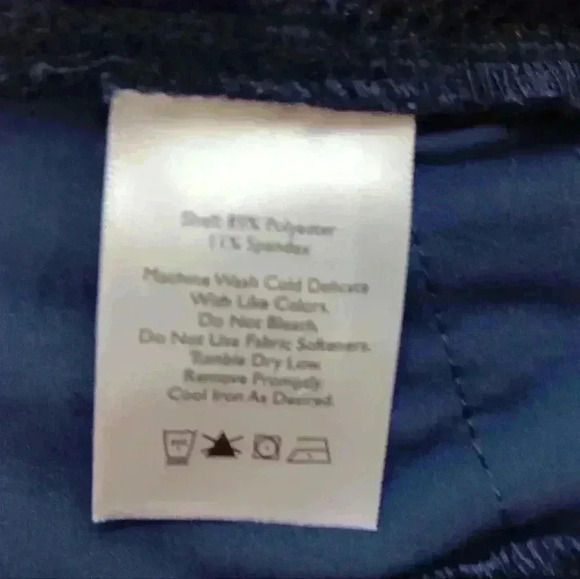 Shell: 89% Polyester
11% Spandex
Machine Wash Cold Delicate
With Like Colors.
Do Not Bleach.
Do Not Use Fabric Softeners.
Tumble Dry Low.
Remove Promptly.
Cool Iron As Desired.